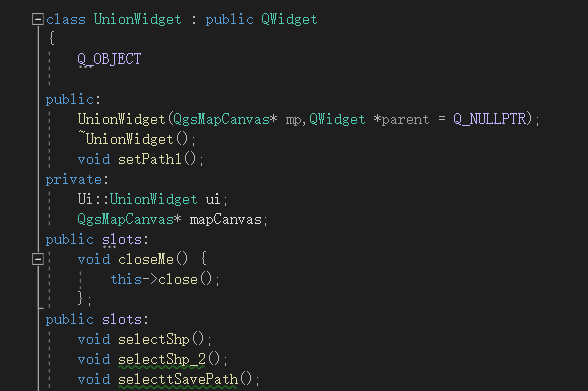 class UnionWidget : public QWidget
{
Q_OBJECT
public:
UnionWidget(QgsMapCanvas* mp,QWidget *parent = Q_NULLPTR);
~UnionWidget();
void setPath1();
private:
Ui::UnionWidget ui;
QgsMapCanvas* mapCanvas;
public slots:
void closeMe() {
this->close();
};
public slots:
void selectShp();
void selectShp_2();
void selecttSavePath();